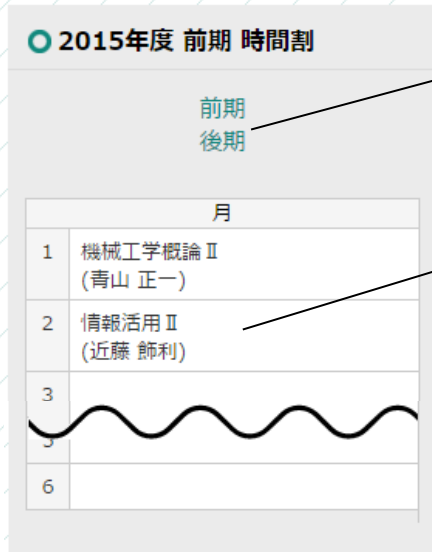 2015年度 前期 時間割
前期
後期
月
1 機械工学概論Ⅱ
(青山 正一)
2 情報活用Ⅱ
(近藤 飾利)
3
6